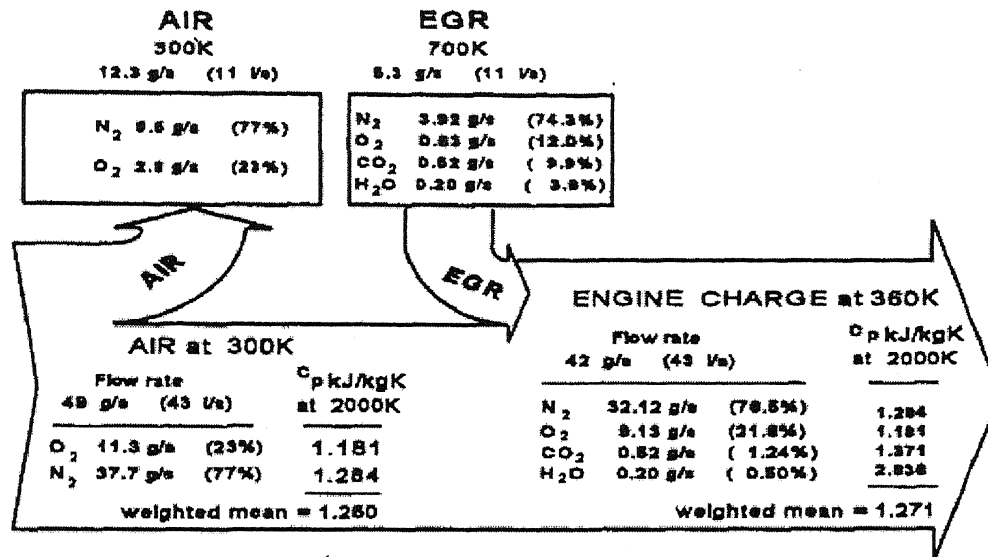 AIR
300K
12.3 g/s (11 l/s)
N2 9.5 g/s (77%)
O2 2.8 g/s (23%)
EGR
700K
5.3 g/s (11 l/s)
N2 3.92 g/s (74.3%)
O2 0.63 g/s (12.0%)
CO2 0.52 g/s ( 9.9%)
H2O 0.20 g/s ( 3.8%)
AIR
EGR
AIR at 300K
Flow rate
49 g/s (43 l/s)
Cp kJ/kgK
at 2000K
O2 11.3 g/s (23%) 1.181
N2 37.7 g/s (77%) 1.284
weighted mean = 1.260
ENGINE CHARGE at 360K
Flow rate
42 g/s (43 l/s)
Cp kJ/kgK
at 2000K
N2 32.12 g/s (76.5%) 1.284
O2 9.13 g/s (21.8%) 1.181
CO2 0.52 g/s ( 1.24%) 1.371
H2O 0.20 g/s ( 0.50%) 2.836
weighted mean = 1.271